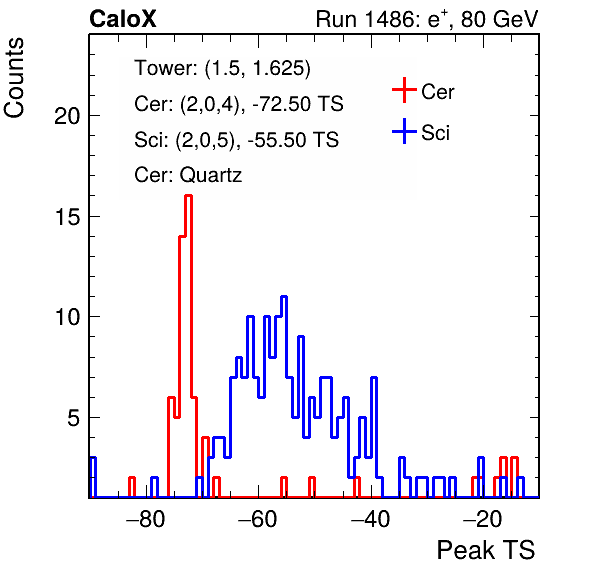 CaloX Run 1486: e⁺, 80 GeV
Counts
Tower: (1.5, 1.625)
Cer: (2,0,4), -72.50 TS
Sci: (2,0,5), -55.50 TS
Cer: Quartz
Cer
Sci
20
15
10
5
−80 −60 −40 −20
Peak TS